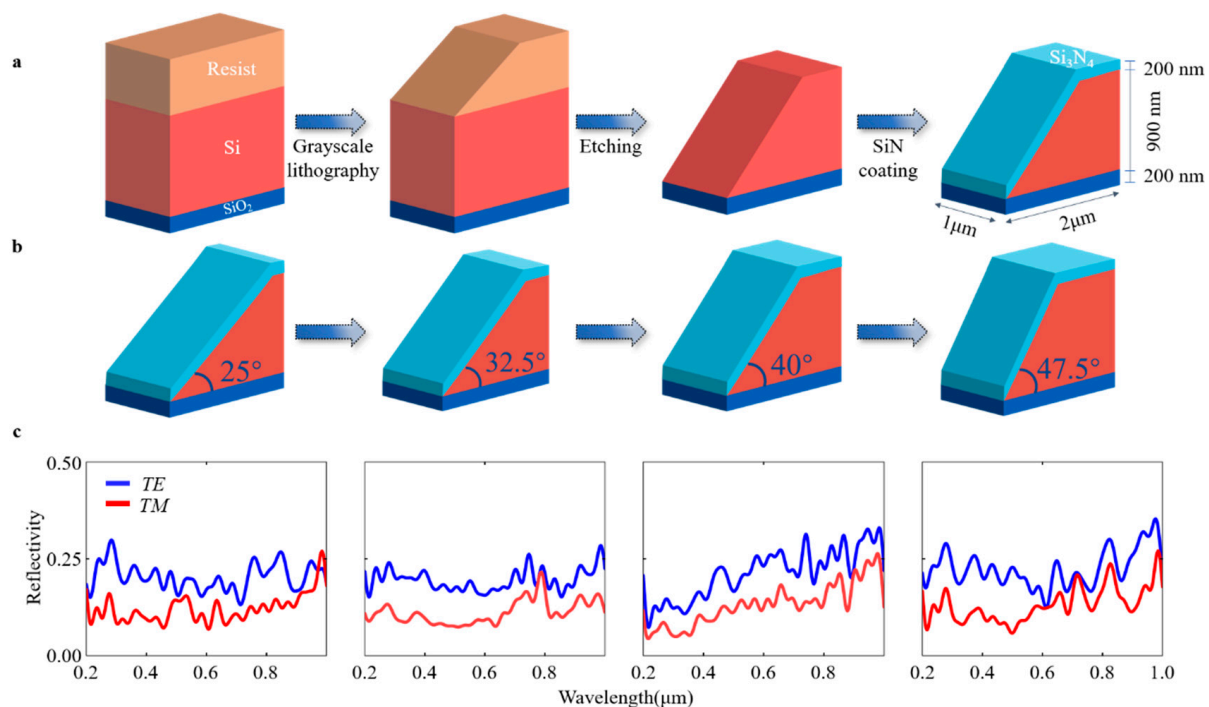 a
Resist
Si
SiO₂
Grayscale
lithography
Etching
SiN
coating
Si₃N₄
200 nm
900 nm
200 nm
1μm
2μm
b
25°
32.5°
40°
47.5°
c
0.50
0.25
0.00
Reflectivity
TE
TM
0.2 0.4 0.6 0.8 0.2 0.4 0.6 0.8 0.2 0.4 0.6 0.8 0.2 0.4 0.6 0.8 1.0
Wavelength(μm)